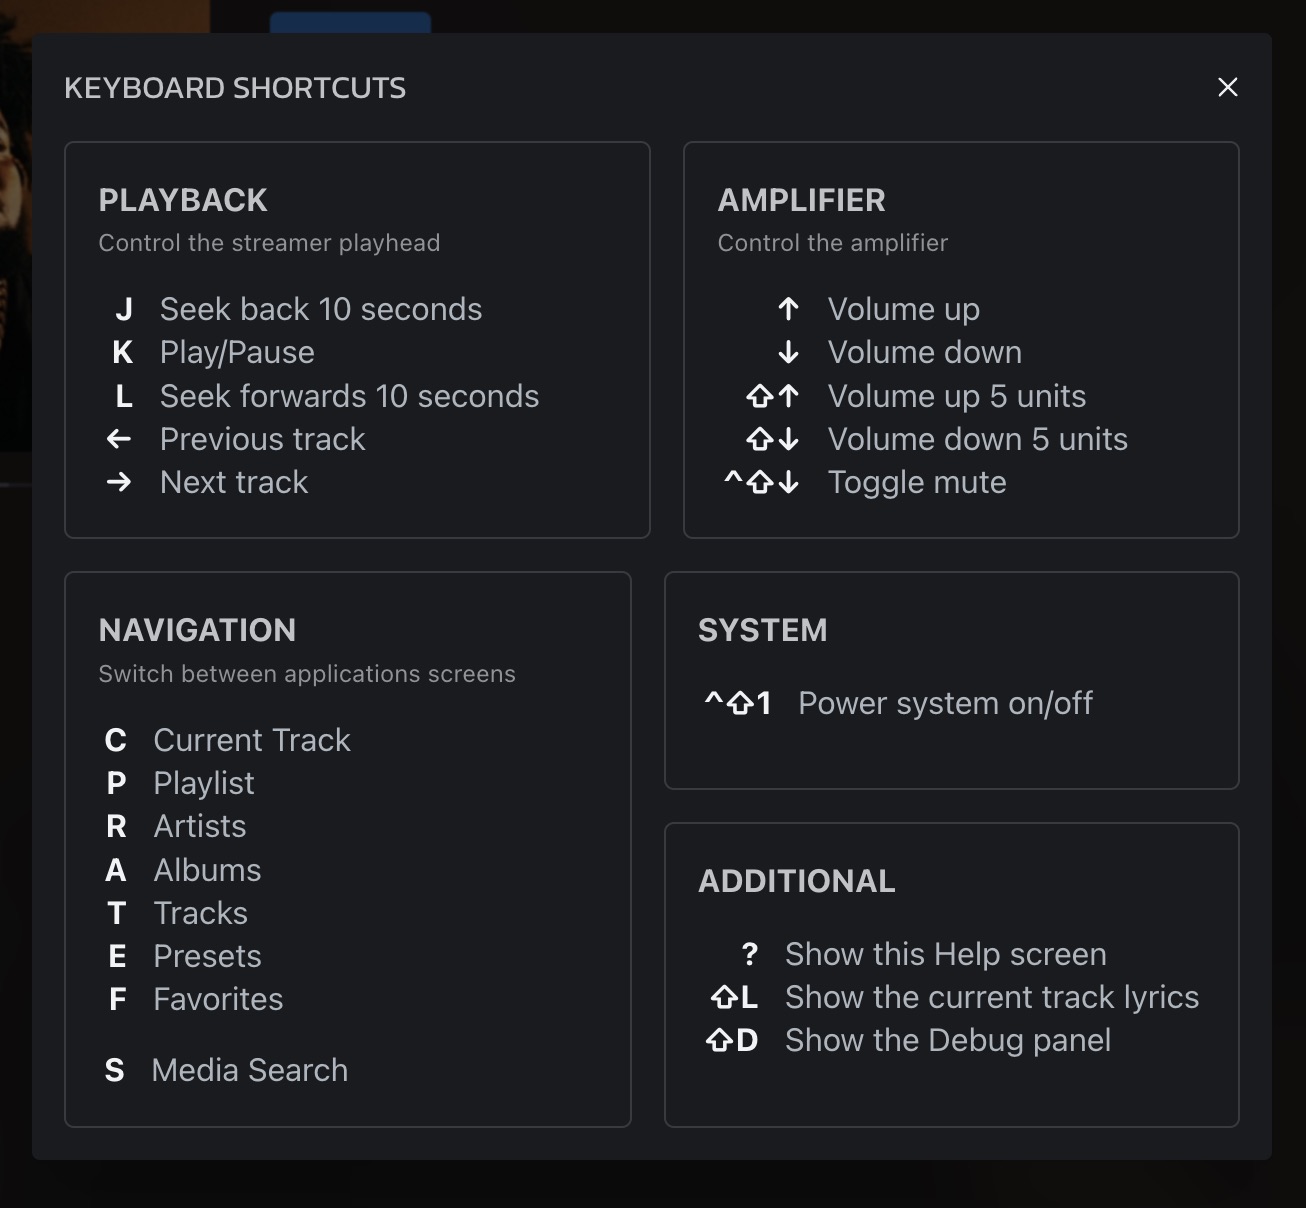 KEYBOARD SHORTCUTS
PLAYBACK
Control the streamer playhead
J Seek back 10 seconds
K Play/Pause
L Seek forwards 10 seconds
← Previous track
→ Next track
AMPLIFIER
Control the amplifier
↑ Volume up
↓ Volume down
⇧↑ Volume up 5 units
⇧↓ Volume down 5 units
^⇧↓ Toggle mute
NAVIGATION
Switch between applications screens
C Current Track
P Playlist
R Artists
A Albums
T Tracks
E Presets
F Favorites
S Media Search
SYSTEM
^⇧1 Power system on/off
ADDITIONAL
? Show this Help screen
⇧L Show the current track lyrics
⇧D Show the Debug panel